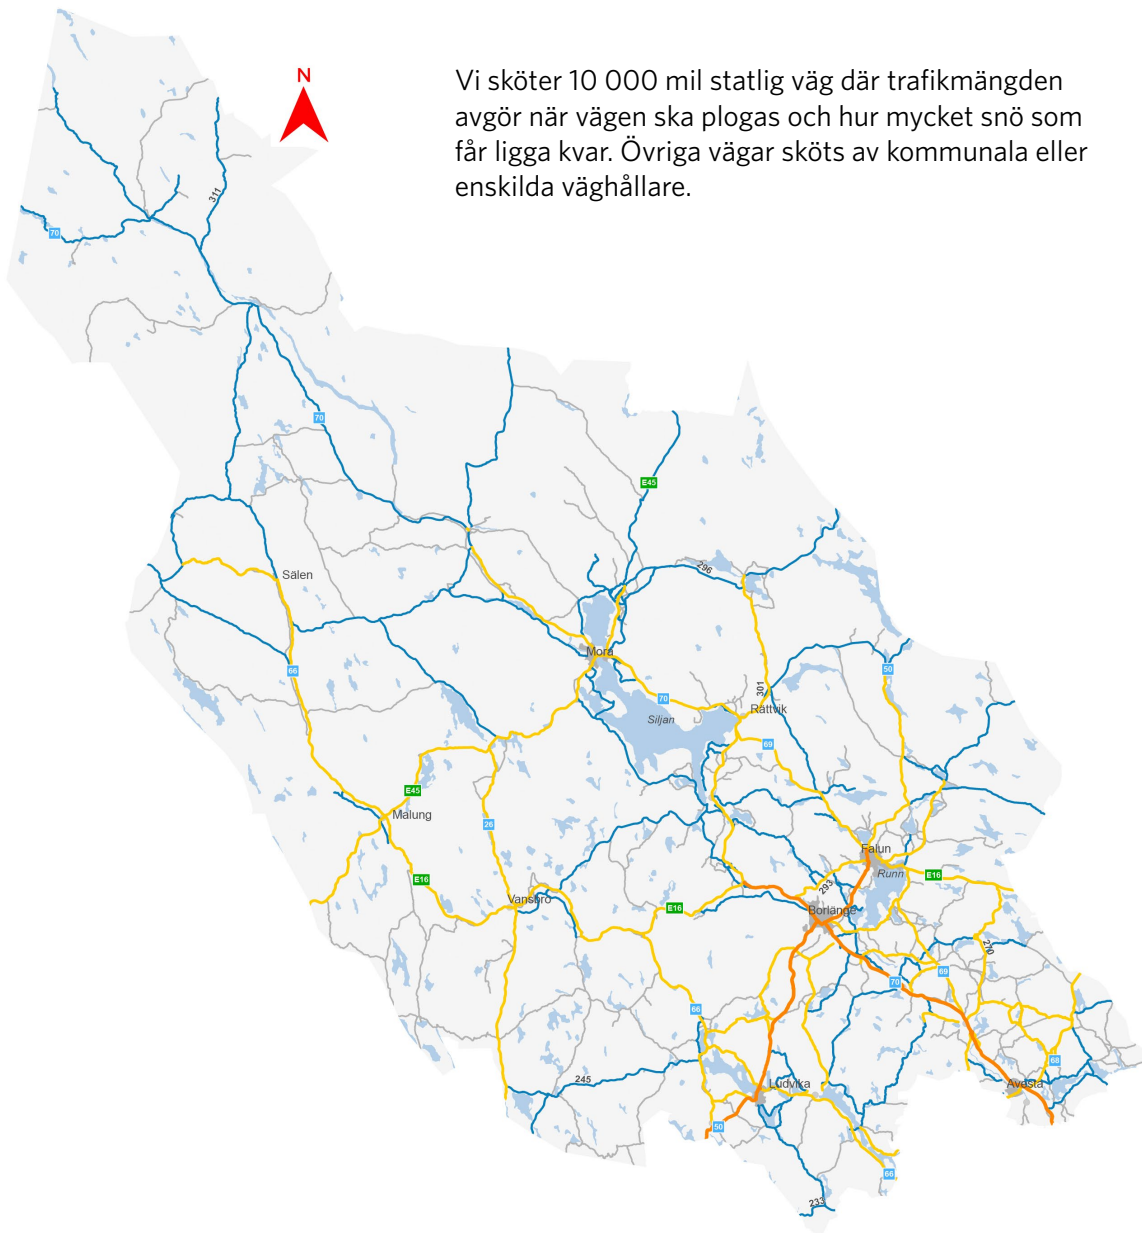 N
Vi sköter 10 000 mil statlig väg där trafikmängden
avgör när vägen ska plogas och hur mycket snö som
får ligga kvar. Övriga vägar sköts av kommunala eller
enskilda väghållare.
311
70
70
E45
296
Sälen
Mora
66
50
301
70
Rättvik
Siljan
69
E45
Malung
26
Falun
Runn
E16
E16
293
Vansbro
E16
Borlänge
270
69
70
66
68
245
Ludvika
Avesta
50
66
233